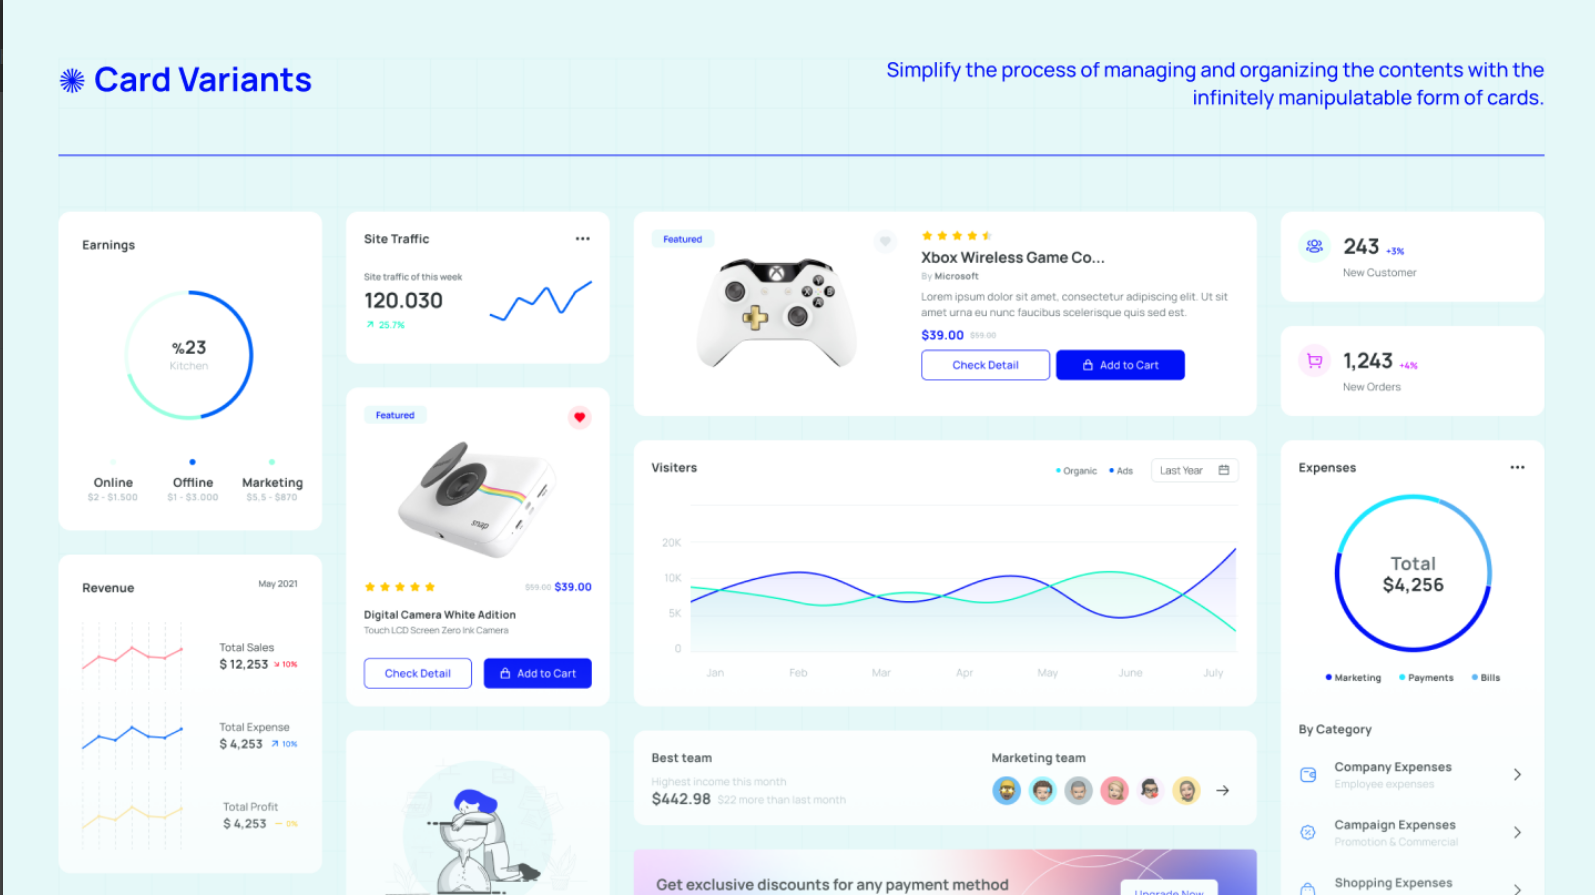 Card Variants
Simplify the process of managing and organizing the contents with the
infinitely manipulatable form of cards.
Earnings
%23
Kitchen
Online
$2 - $1.500
Offline
$1 - $3.000
Marketing
$5,5 - $870
Revenue
May 2021
Total Sales
$ 12,253 10%
Total Expense
$ 4,253 10%
Total Profit
$ 4,253 0%
Site Traffic
Site traffic of this week
120.030
25.7%
Featured
snap
$59.00 $39.00
Digital Camera White Adition
Touch LCD Screen Zero Ink Camera
Check Detail
Add to Cart
Featured
Y
X B
A
Xbox Wireless Game Co...
By Microsoft
Lorem ipsum dolor sit amet, consectetur adipiscing elit. Ut sit
amet urna eu nunc faucibus scelerisque quis sed est.
$39.00 $59.00
Check Detail
Add to Cart
Visiters
Organic Ads
Last Year
20K
10K
5K
0
Jan Feb Mar Apr May June July
Best team
Highest income this month
$442.98 $22 more than last month
Marketing team
Get exclusive discounts for any payment method
Upgrade Now
243 +3%
New Customer
1,243 +4%
New Orders
Expenses
Total
$4,256
Marketing Payments Bills
By Category
Company Expenses
Employee expenses
Campaign Expenses
Promotion & Commercial
Shopping Expenses